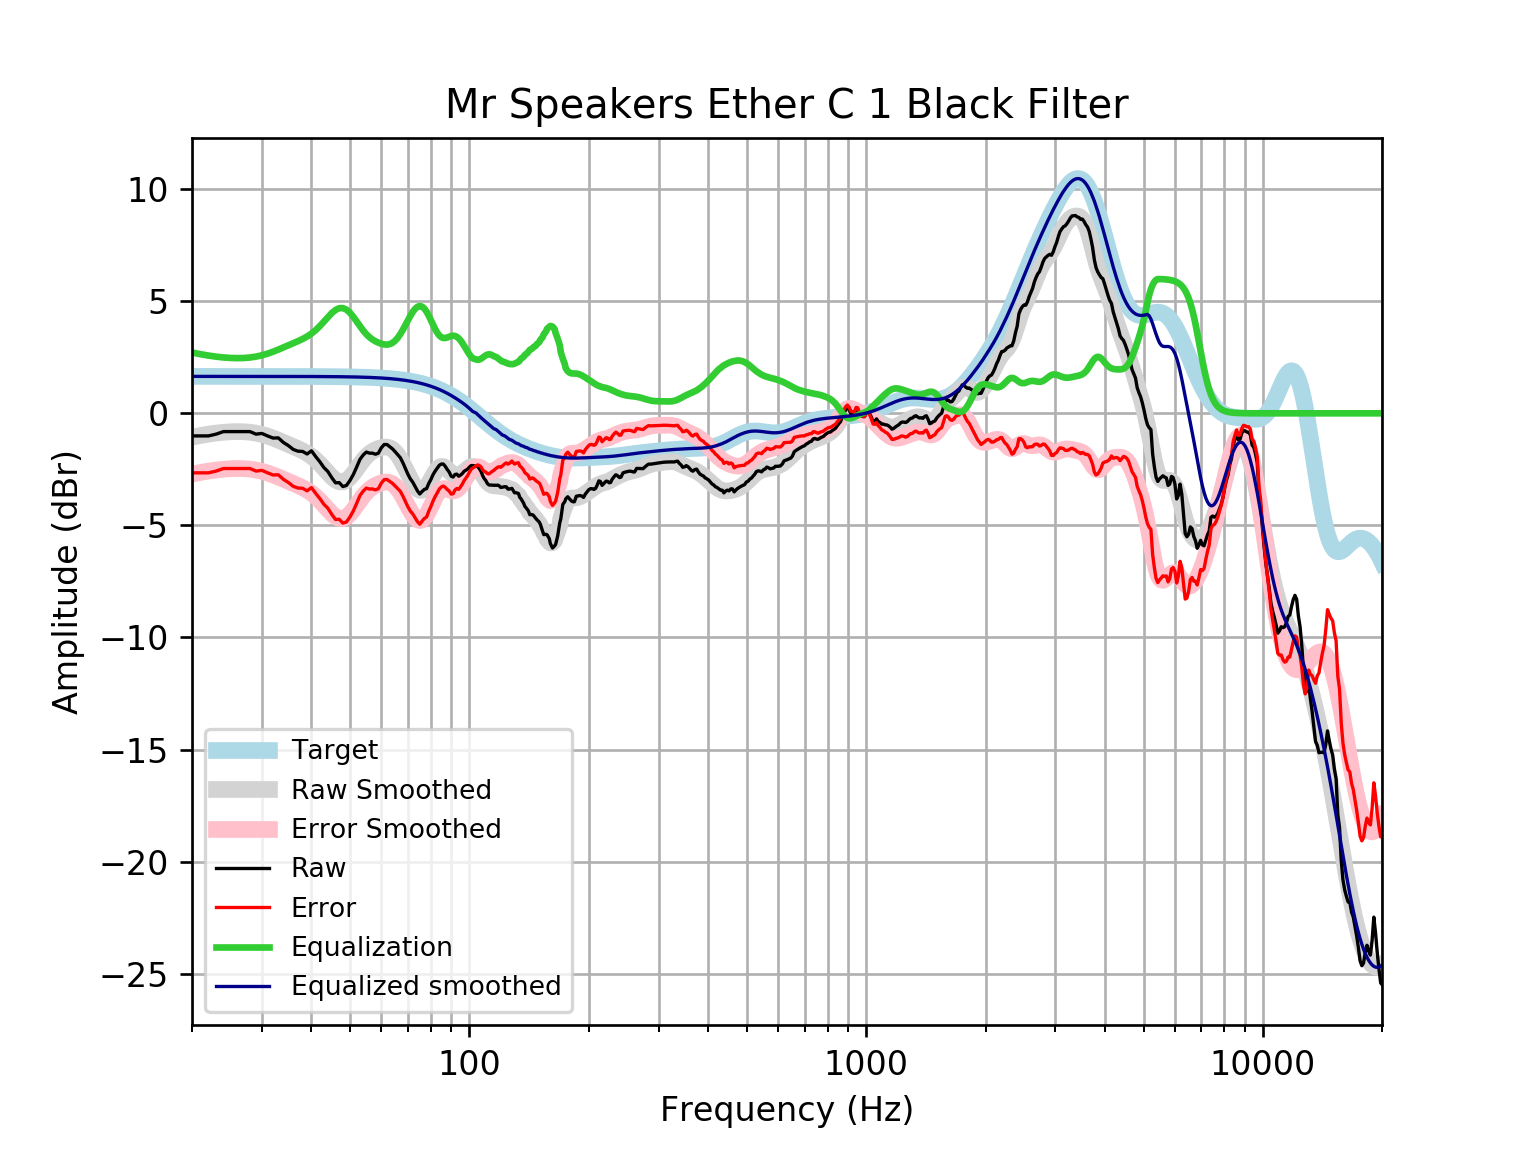 Mr Speakers Ether C 1 Black Filter
Amplitude (dBr)
10
5
0
−5
−10
−15
−20
−25
Target
Raw Smoothed
Error Smoothed
Raw
Error
Equalization
Equalized smoothed
100 1000 10000
Frequency (Hz)